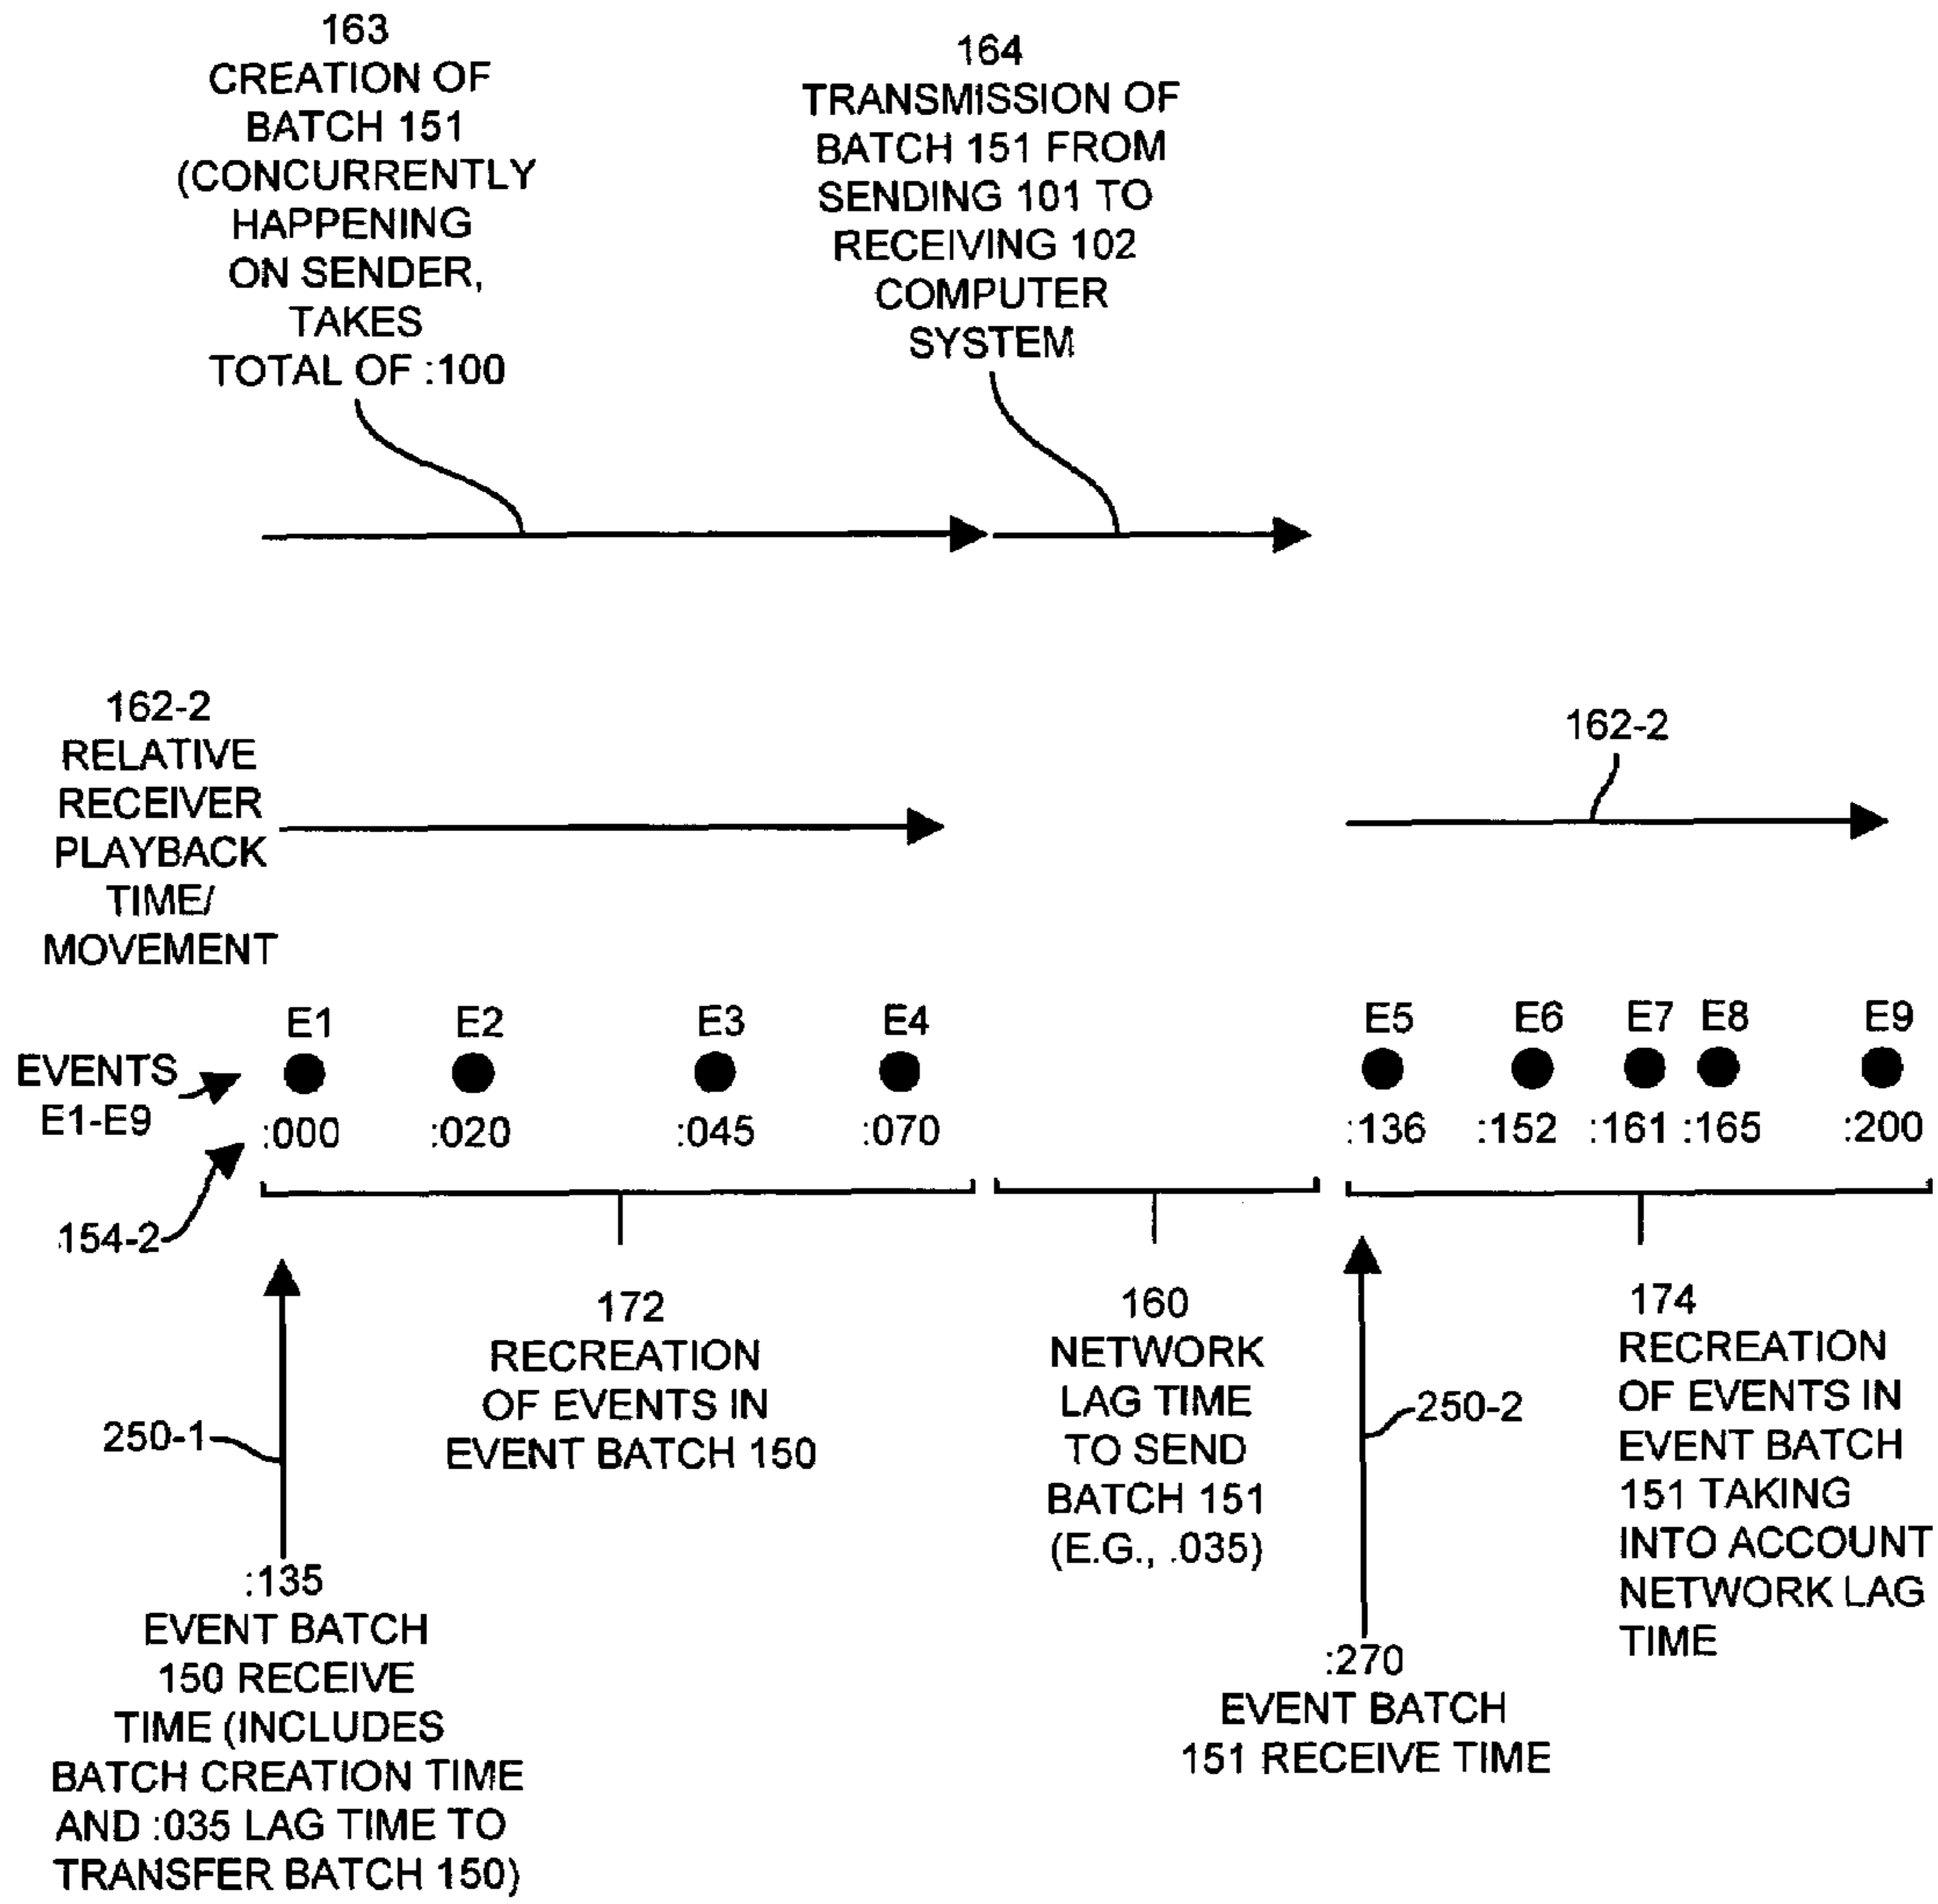 163
CREATION OF
BATCH 151
(CONCURRENTLY
HAPPENING
ON SENDER,
TAKES
TOTAL OF :100
164
TRANSMISSION OF
BATCH 151 FROM
SENDING 101 TO
RECEIVING 102
COMPUTER
SYSTEM
162-2
RELATIVE
RECEIVER
PLAYBACK
TIME/
MOVEMENT
162-2
EVENTS
E1-E9
E1 E2 E3 E4 E5 E6 E7 E8 E9
:000 :020 :045 :070 :136 :152 :161 :165 :200
154-2
250-1
:135
EVENT BATCH
150 RECEIVE
TIME (INCLUDES
BATCH CREATION TIME
AND :035 LAG TIME TO
TRANSFER BATCH 150)
172
RECREATION
OF EVENTS IN
EVENT BATCH 150
160
NETWORK
LAG TIME
TO SEND
BATCH 151
(E.G., .035)
250-2
:270
EVENT BATCH
151 RECEIVE TIME
174
RECREATION
OF EVENTS IN
EVENT BATCH
151 TAKING
INTO ACCOUNT
NETWORK LAG
TIME